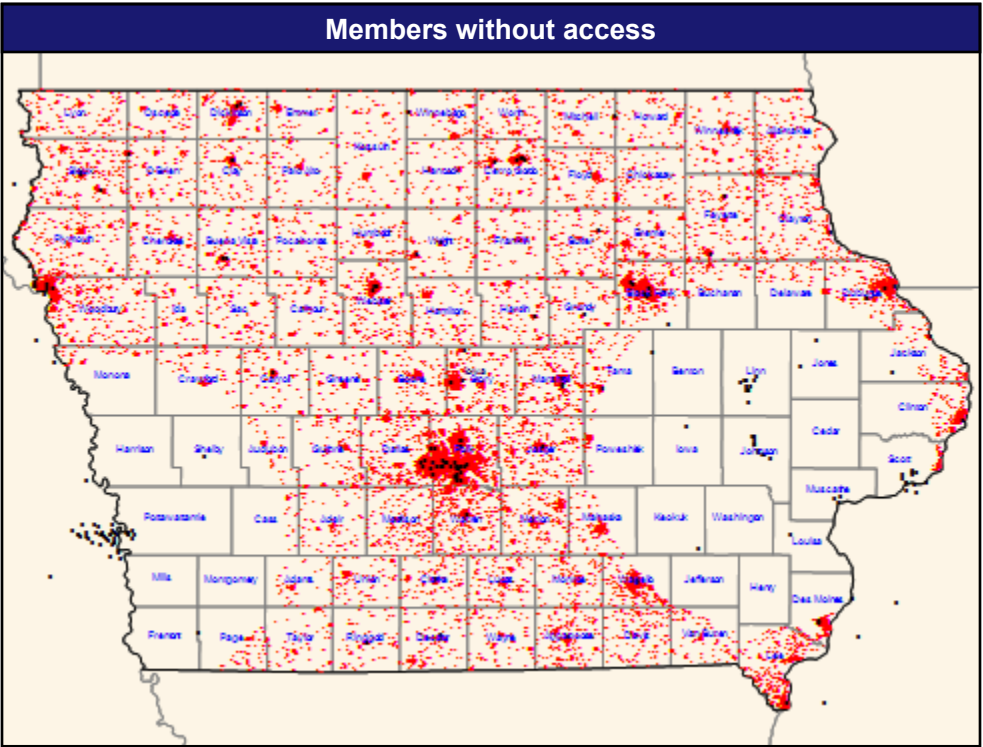 Members without access
Lyon Osceola Dickinson Emmet Winnebago Worth Mitchell Howard Winneshiek Allamakee
Kossuth
Sioux O'Brien Clay Palo Alto Hancock Cerro Gordo Floyd Chickasaw
Fayette Clayton
Plymouth Cherokee Buena Vista Pocahontas Humboldt Wright Franklin Butler Bremer
Woodbury Ida Sac Calhoun Webster Hamilton Hardin Grundy Buchanan Delaware Dubuque
Monona Crawford Carroll Greene Boone Story Marshall Tama Benton Linn Jones Jackson
Clinton
Harrison Shelby Audubon Guthrie Dallas Jasper Poweshiek Iowa Johnson Cedar
Scott
Muscatine
Potawatamie Cass Adair Madison Warren Marion Mahaska Keokuk Washington
Louisa
Mills Montgomery Adams Union Clarke Lucas Monroe Wapello Jefferson Henry
Des Moines
Fremont Page Taylor Ringgold Decatur Wayne Appanoose Davis Van Buren
Lee